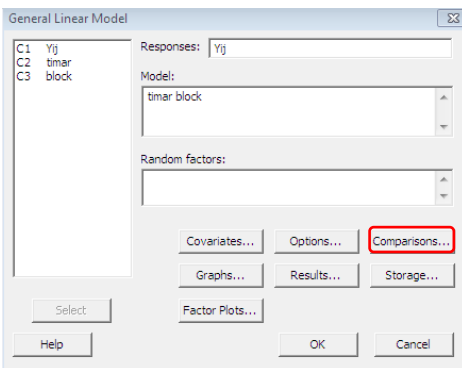 General Linear Model
C1 Yij
C2 timar
C3 block
Responses: Yij
Model:
timar block
Random factors:
Covariates... Options... Comparisons...
Graphs... Results... Storage...
Select Factor Plots...
Help OK Cancel